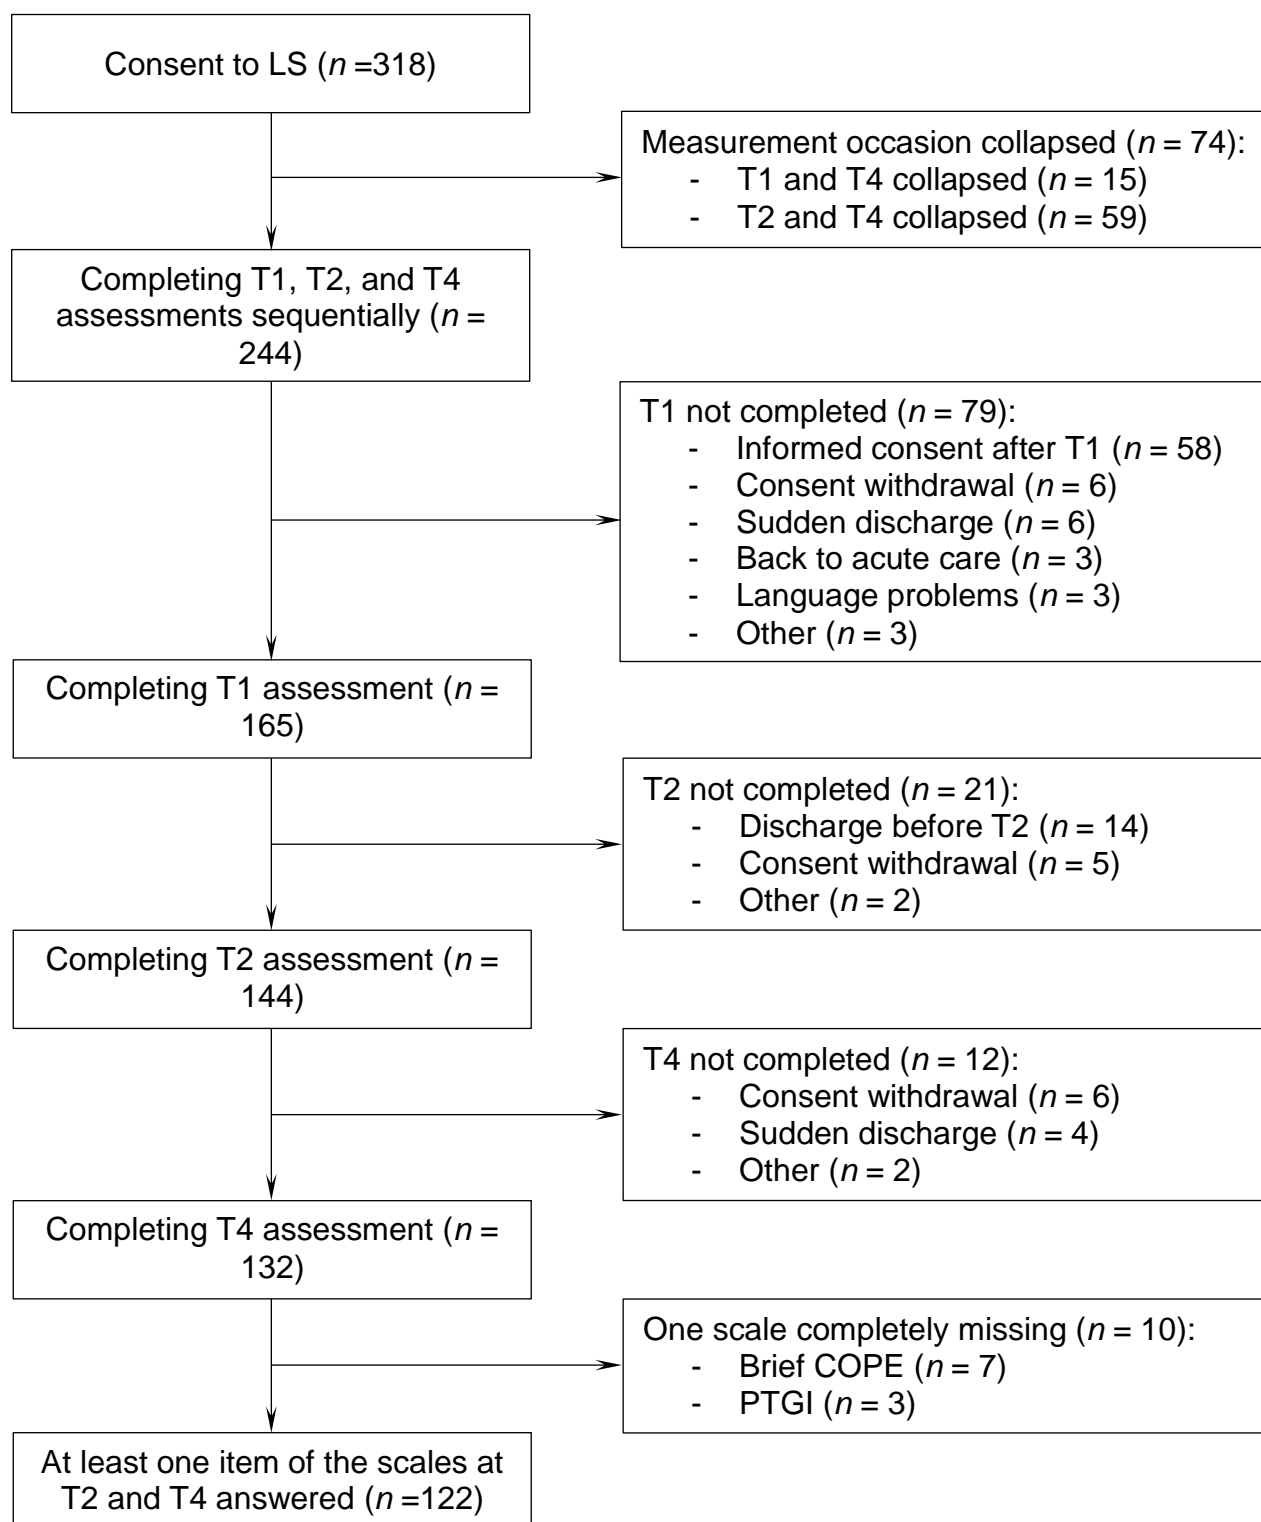 Consent to LS (n =318)
Measurement occasion collapsed (n = 74):
- T1 and T4 collapsed (n = 15)
- T2 and T4 collapsed (n = 59)
Completing T1, T2, and T4
assessments sequentially (n =
244)
T1 not completed (n = 79):
- Informed consent after T1 (n = 58)
- Consent withdrawal (n = 6)
- Sudden discharge (n = 6)
- Back to acute care (n = 3)
- Language problems (n = 3)
- Other (n = 3)
Completing T1 assessment (n =
165)
T2 not completed (n = 21):
- Discharge before T2 (n = 14)
- Consent withdrawal (n = 5)
- Other (n = 2)
Completing T2 assessment (n =
144)
T4 not completed (n = 12):
- Consent withdrawal (n = 6)
- Sudden discharge (n = 4)
- Other (n = 2)
Completing T4 assessment (n =
132)
One scale completely missing (n = 10):
- Brief COPE (n = 7)
- PTGI (n = 3)
At least one item of the scales at
T2 and T4 answered (n =122)